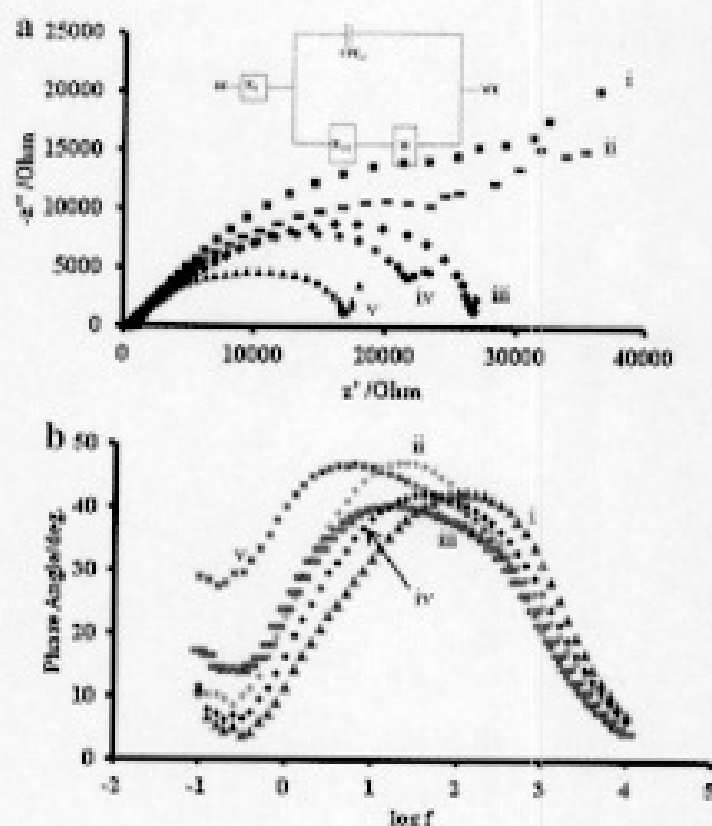 a
25000
20000
15000
10000
5000
0
-z"/Ohm
i
ii
iii
iv
v
0 10000 20000 30000 40000
z' /Ohm
b
50
40
30
20
10
0
Phase Angle/deg.
ii
i
v
iii
iv
-2 -1 0 1 2 3 4 5
log f